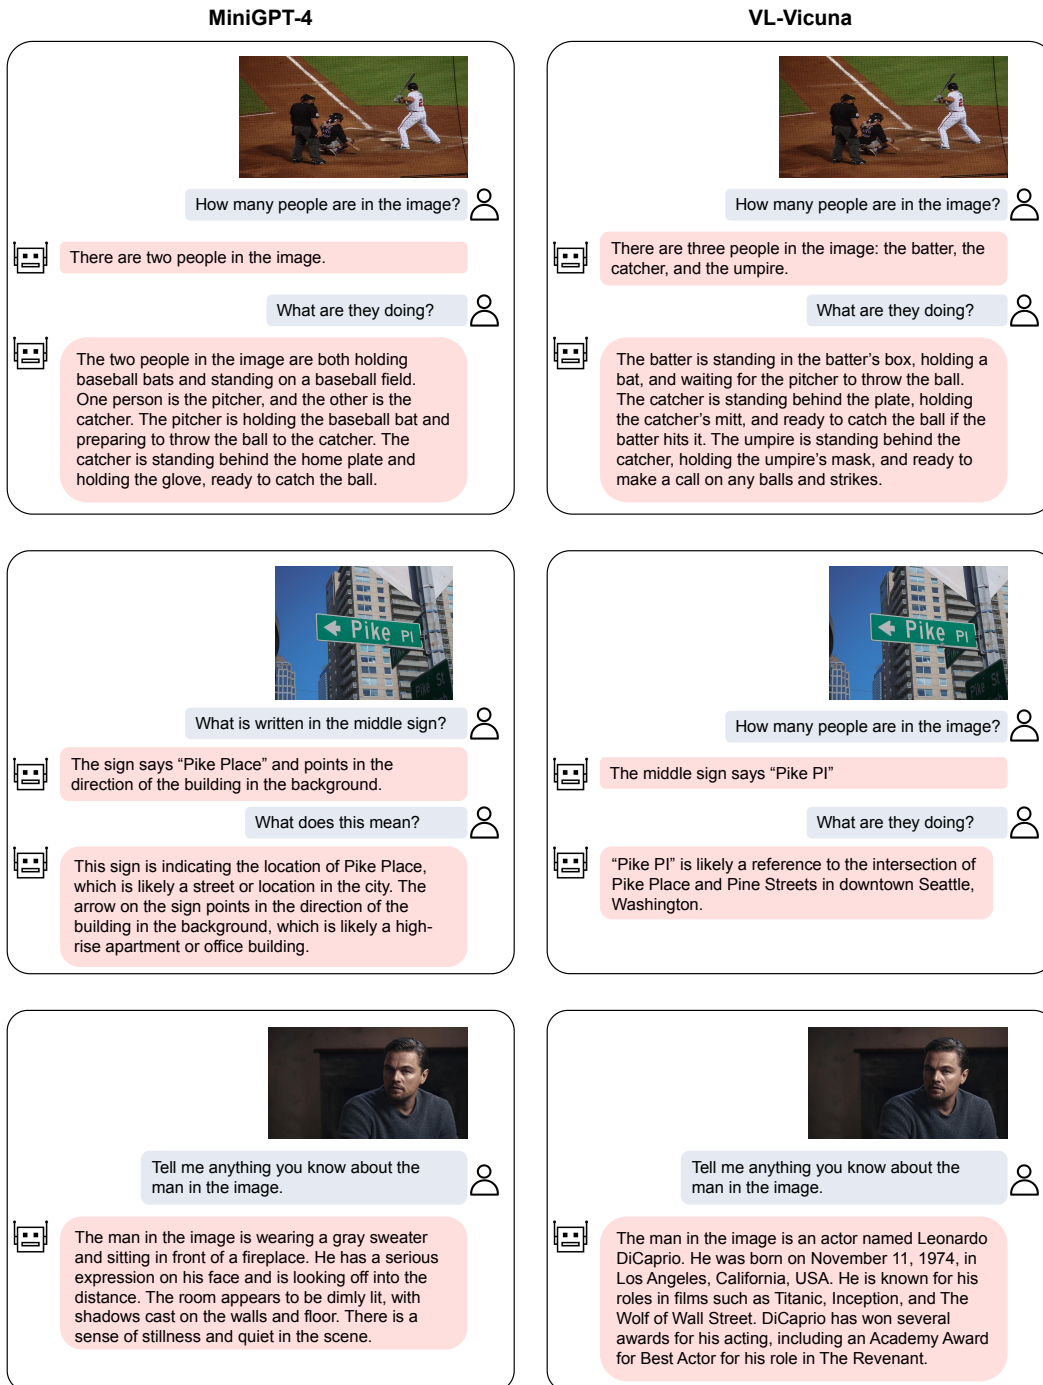 MiniGPT-4
How many people are in the image?
There are two people in the image.
What are they doing?
The two people in the image are both holding
baseball bats and standing on a baseball field.
One person is the pitcher, and the other is the
catcher. The pitcher is holding the baseball bat and
preparing to throw the ball to the catcher. The
catcher is standing behind the home plate and
holding the glove, ready to catch the ball.
Pike Pl
Pike St
What is written in the middle sign?
The sign says “Pike Place” and points in the
direction of the building in the background.
What does this mean?
This sign is indicating the location of Pike Place,
which is likely a street or location in the city. The
arrow on the sign points in the direction of the
building in the background, which is likely a high-
rise apartment or office building.
Tell me anything you know about the
man in the image.
The man in the image is wearing a gray sweater
and sitting in front of a fireplace. He has a serious
expression on his face and is looking off into the
distance. The room appears to be dimly lit, with
shadows cast on the walls and floor. There is a
sense of stillness and quiet in the scene.
VL-Vicuna
How many people are in the image?
There are three people in the image: the batter, the
catcher, and the umpire.
What are they doing?
The batter is standing in the batter’s box, holding a
bat, and waiting for the pitcher to throw the ball.
The catcher is standing behind the plate, holding
the catcher’s mitt, and ready to catch the ball if the
batter hits it. The umpire is standing behind the
catcher, holding the umpire’s mask, and ready to
make a call on any balls and strikes.
Pike Pl
Pike St
How many people are in the image?
The middle sign says “Pike PI”
What are they doing?
“Pike PI” is likely a reference to the intersection of
Pike Place and Pine Streets in downtown Seattle,
Washington.
Tell me anything you know about the
man in the image.
The man in the image is an actor named Leonardo
DiCaprio. He was born on November 11, 1974, in
Los Angeles, California, USA. He is known for his
roles in films such as Titanic, Inception, and The
Wolf of Wall Street. DiCaprio has won several
awards for his acting, including an Academy Award
for Best Actor for his role in The Revenant.